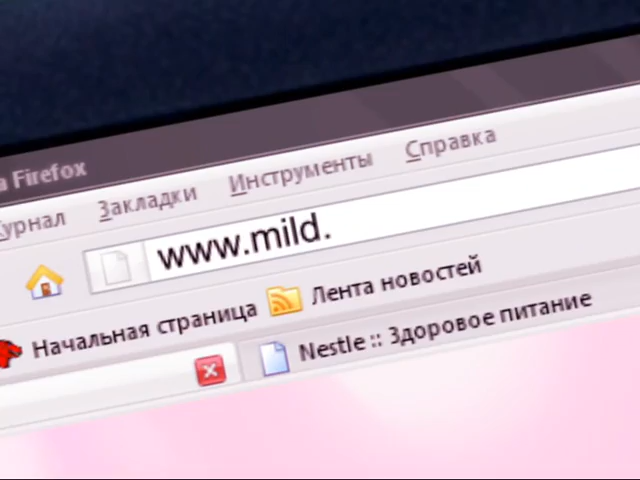 a Firefox
Журнал Закладки Инструменты Справка
www.mild.
Начальная страница Лента новостей
Nestle :: Здоровое питание